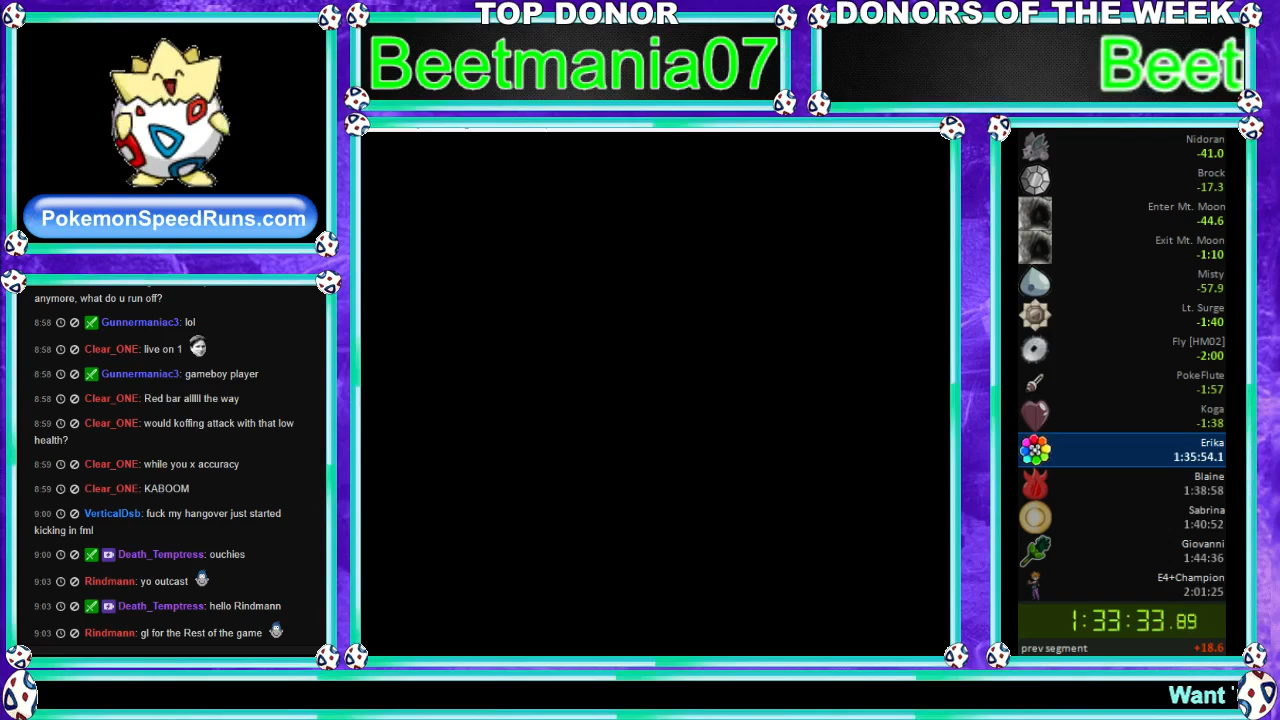 TOP DONOR
DONORS OF THE WEEK
Beetmania07
Beet
PokemonSpeedRuns.com
anymore, what do u run off?
8:58 Gunnermaniac3: lol
8:58 Clear_ONE: live on 1
8:58 Gunnermaniac3: gameboy player
8:58 Clear_ONE: Red bar alllll the way
8:59 Clear_ONE: would koffing attack with that low
health?
8:59 Clear_ONE: while you x accuracy
8:59 Clear_ONE: KABOOM
9:00 VerticalDsb: fuck my hangover just started
kicking in fml
9:00 Death_Temptress: ouchies
9:03 Rindmann: yo outcast
9:03 Death_Temptress: hello Rindmann
9:03 Rindmann: gl for the Rest of the game
Nidoran
-41.0
Brock
-17.3
Enter Mt. Moon
-44.6
Exit Mt. Moon
-1:10
Misty
-57.9
Lt. Surge
-1:40
Fly [HM02]
-2:00
PokeFlute
-1:57
Koga
-1:38
Erika
1:35:54.1
Blaine
1:38:58
Sabrina
1:40:52
Giovanni
1:44:36
E4+Champion
2:01:25
1:33:33.89
prev segment +18.6
Want